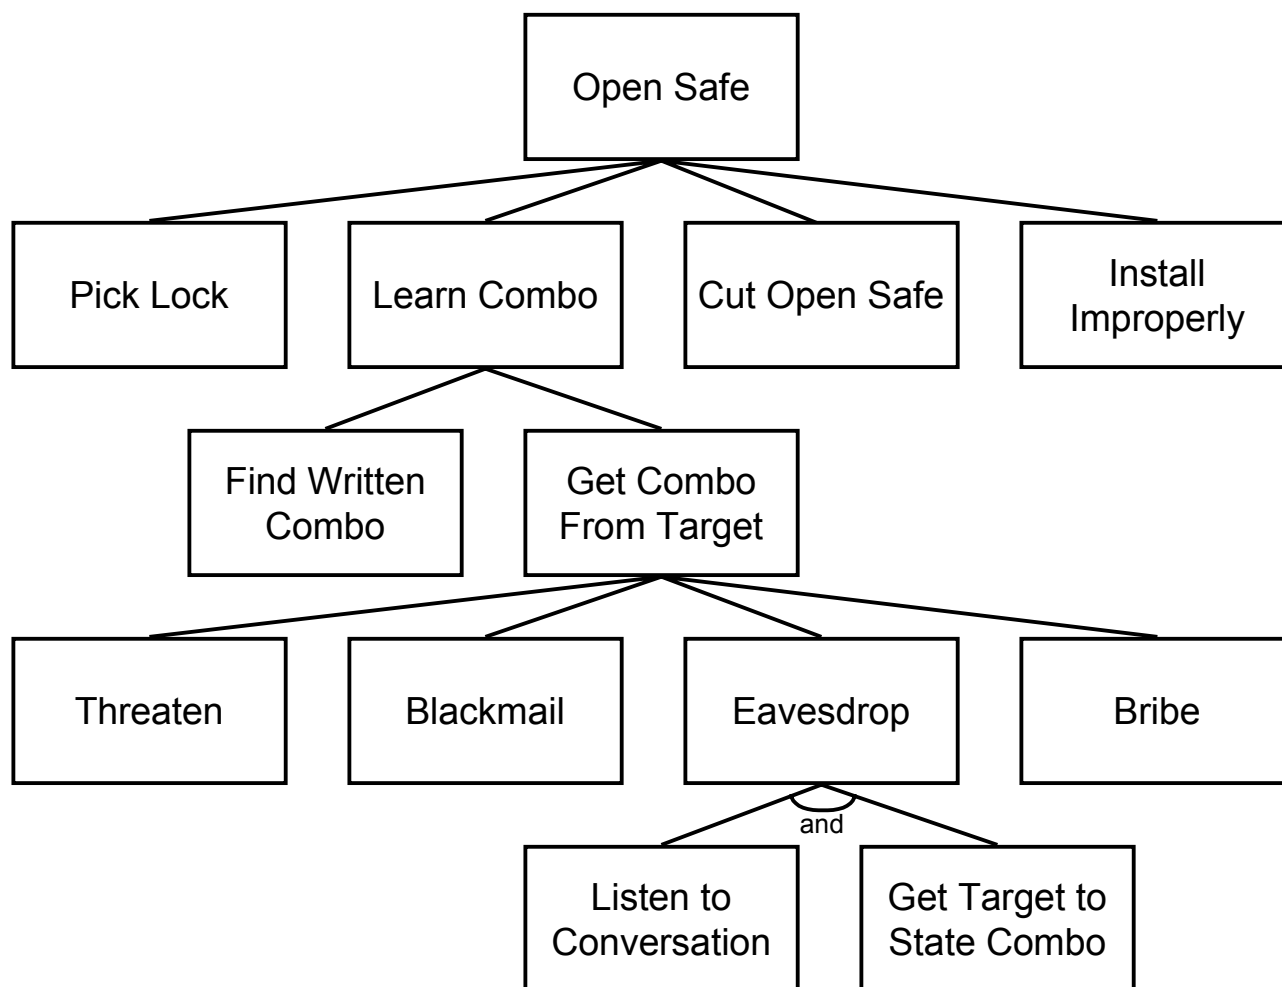 Open Safe
Pick Lock
Learn Combo
Cut Open Safe
Install
Improperly
Find Written
Combo
Get Combo
From Target
Threaten
Blackmail
Eavesdrop
Bribe
and
Listen to
Conversation
Get Target to
State Combo